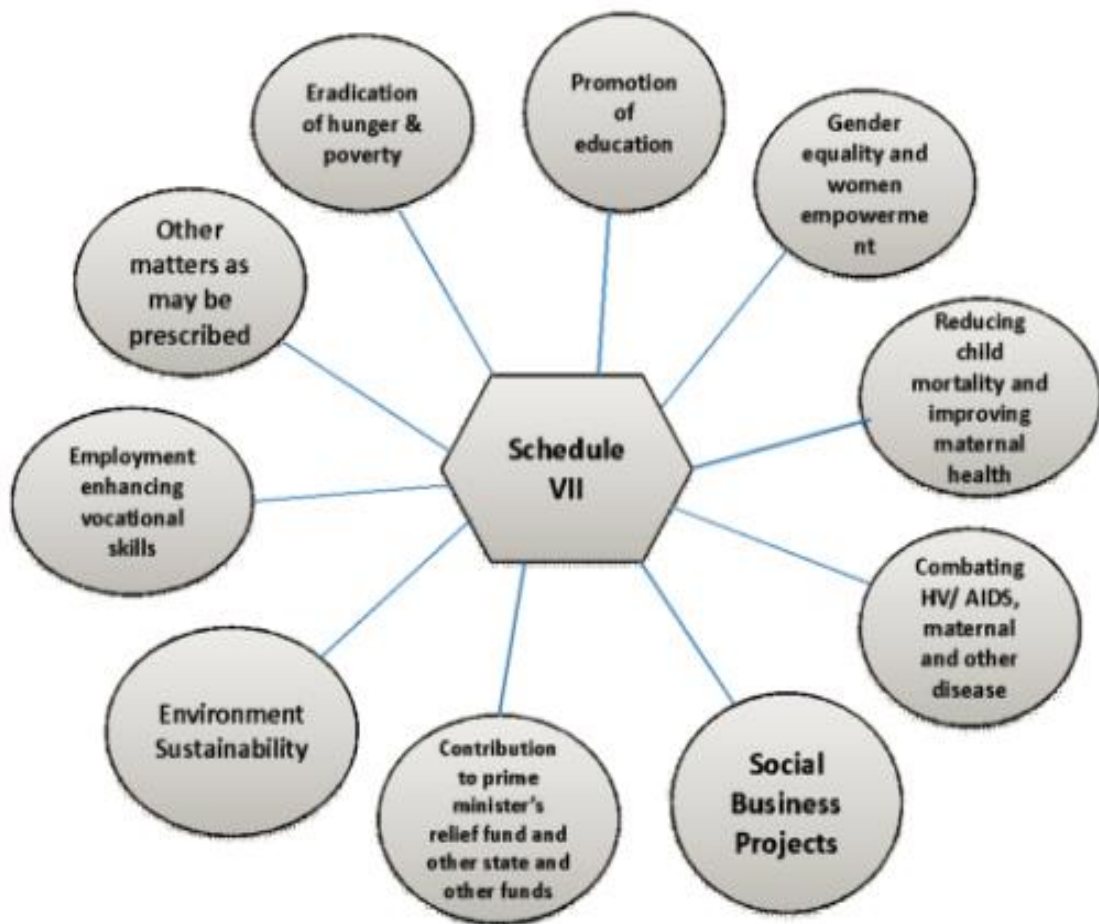 Eradication
of hunger &
poverty
Promotion
of
education
Gender
equality and
women
empowerme
nt
Reducing
child
mortality and
improving
maternal
health
Combating
HV/ AIDS,
maternal
and other
disease
Social
Business
Projects
Contribution
to prime
minister's
relief fund and
other state and
other funds
Environment
Sustainability
Employment
enhancing
vocational
skills
Other
matters as
may be
prescribed
Schedule
VII